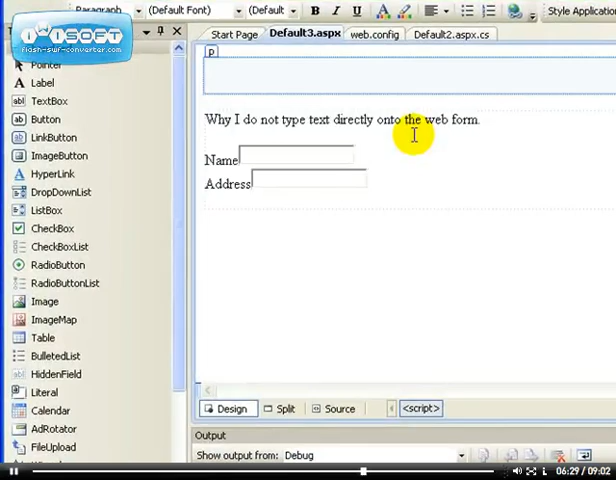 Paragraph (Default Font) (Default B I U A Style Application
iWiSOFT
flash-swf-converter.com
Start Page Default3.aspx web.config Default2.aspx.cs
p
Pointer
Label
TextBox
Button
LinkButton
ImageButton
HyperLink
DropDownList
ListBox
CheckBox
CheckBoxList
RadioButton
RadioButtonList
Image
ImageMap
Table
BulletedList
HiddenField
Literal
Calendar
AdRotator
FileUpload
Why I do not type text directly onto the web form.
Name
Address
Design Split Source <script>
Output
Show output from: Debug
06:29 / 09:02